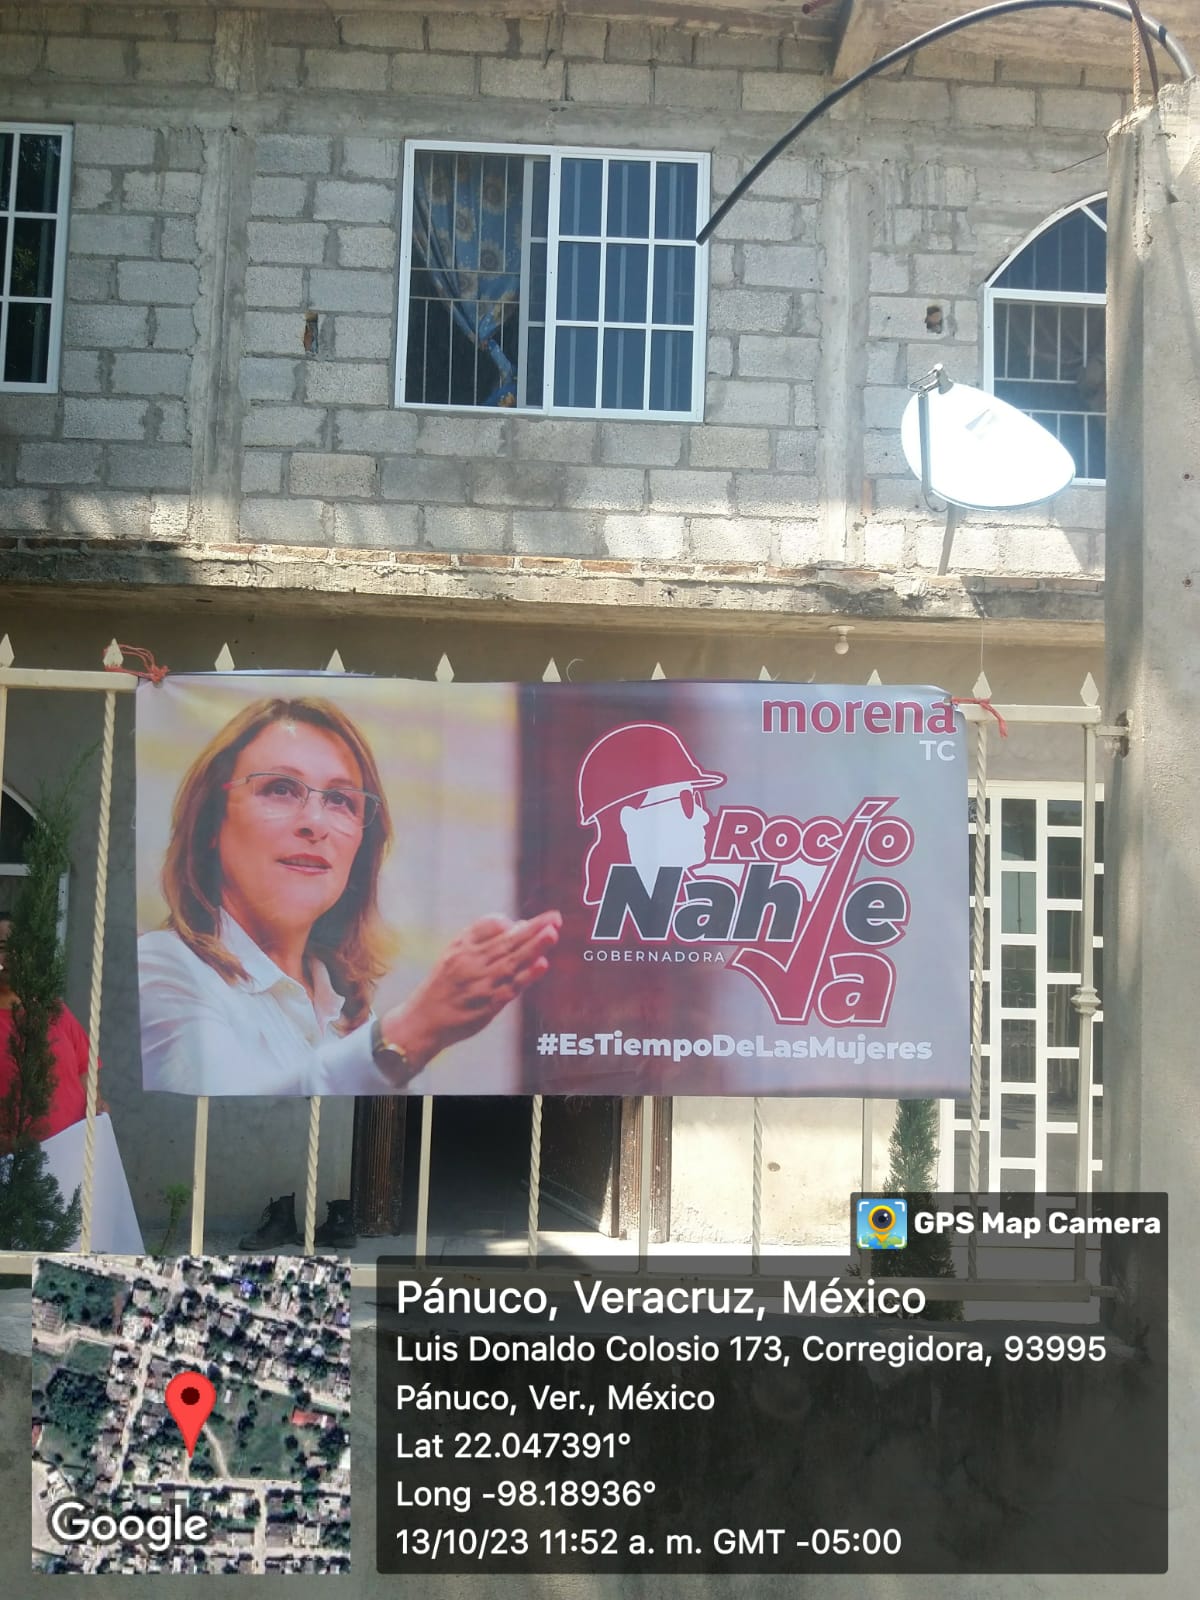 morena
TC
Rocío
Nahle
GOBERNADORA
Va
#EsTiempoDeLasMujeres
GPS Map Camera
Pánuco, Veracruz, México
Luis Donaldo Colosio 173, Corregidora, 93995
Pánuco, Ver., México
Lat 22.047391°
Long -98.18936°
13/10/23 11:52 a. m. GMT -05:00
Google